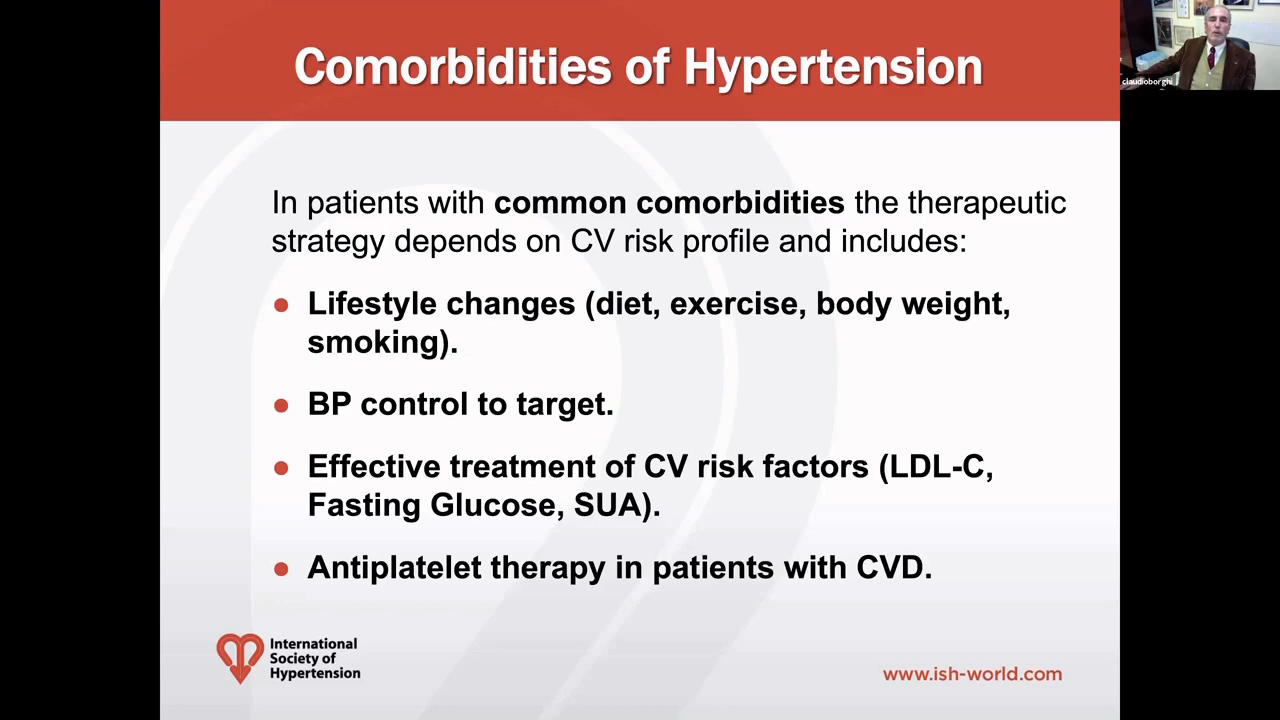 Comorbidities of Hypertension
claudioborghi
In patients with common comorbidities the therapeutic
strategy depends on CV risk profile and includes:
● Lifestyle changes (diet, exercise, body weight,
smoking).
● BP control to target.
● Effective treatment of CV risk factors (LDL-C,
Fasting Glucose, SUA).
● Antiplatelet therapy in patients with CVD.
International
Society of
Hypertension
www.ish-world.com